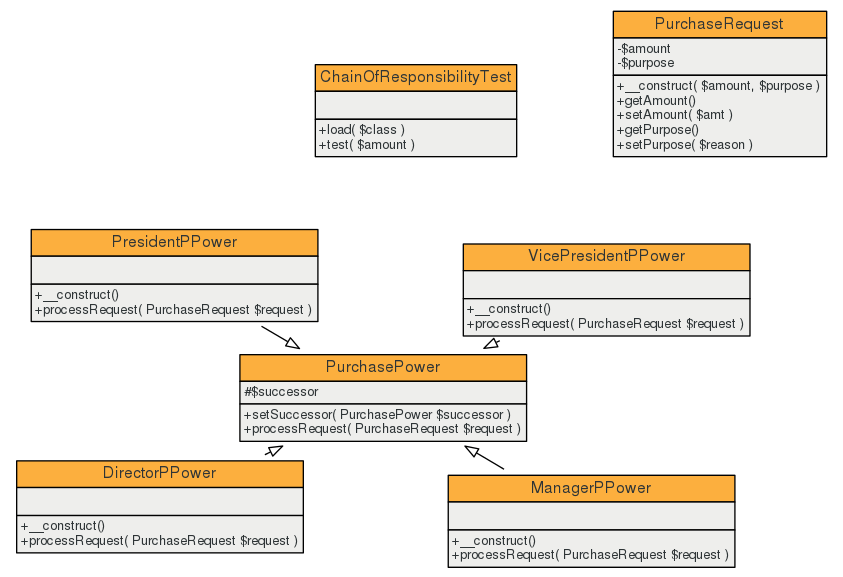 PurchaseRequest
-$amount
-$purpose
+__construct( $amount, $purpose )
+getAmount()
+setAmount( $amt )
+getPurpose()
+setPurpose( $reason )
ChainOfResponsibilityTest
+load( $class )
+test( $amount )
PresidentPPower
+__construct()
+processRequest( PurchaseRequest $request )
VicePresidentPPower
+__construct()
+processRequest( PurchaseRequest $request )
PurchasePower
#$successor
+setSuccessor( PurchasePower $successor )
+processRequest( PurchaseRequest $request )
DirectorPPower
+__construct()
+processRequest( PurchaseRequest $request )
ManagerPPower
+__construct()
+processRequest( PurchaseRequest $request )